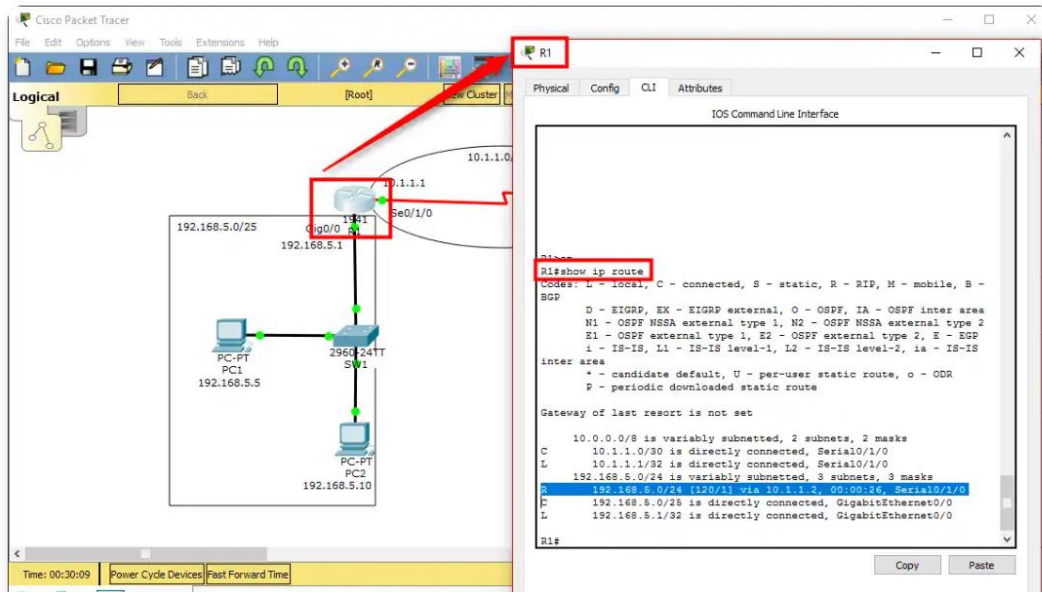 Cisco Packet Tracer
File Edit Options View Tools Extensions Help
Logical
Back
[Root]
New Cluster
10.1.1.0/
10.1.1.1
1941
R1
Se0/1/0
Gig0/0
192.168.5.1
192.168.5.0/25
PC-PT
PC1
192.168.5.5
2960-24TT
SW1
PC-PT
PC2
192.168.5.10
Time: 00:30:09
Power Cycle Devices
Fast Forward Time
R1
Physical Config CLI Attributes
IOS Command Line Interface
R1#show ip route
Codes: L - local, C - connected, S - static, R - RIP, M - mobile, B -
BGP
D - EIGRP, EX - EIGRP external, O - OSPF, IA - OSPF inter area
N1 - OSPF NSSA external type 1, N2 - OSPF NSSA external type 2
E1 - OSPF external type 1, E2 - OSPF external type 2, E - EGP
i - IS-IS, L1 - IS-IS level-1, L2 - IS-IS level-2, ia - IS-IS
inter area
* - candidate default, U - per-user static route, o - ODR
P - periodic downloaded static route
Gateway of last resort is not set
10.0.0.0/8 is variably subnetted, 2 subnets, 2 masks
C 10.1.1.0/30 is directly connected, Serial0/1/0
L 10.1.1.1/32 is directly connected, Serial0/1/0
192.168.5.0/24 is variably subnetted, 3 subnets, 3 masks
R 192.168.5.0/24 [120/1] via 10.1.1.2, 00:00:26, Serial0/1/0
C 192.168.5.0/25 is directly connected, GigabitEthernet0/0
L 192.168.5.1/32 is directly connected, GigabitEthernet0/0
R1#
Copy
Paste